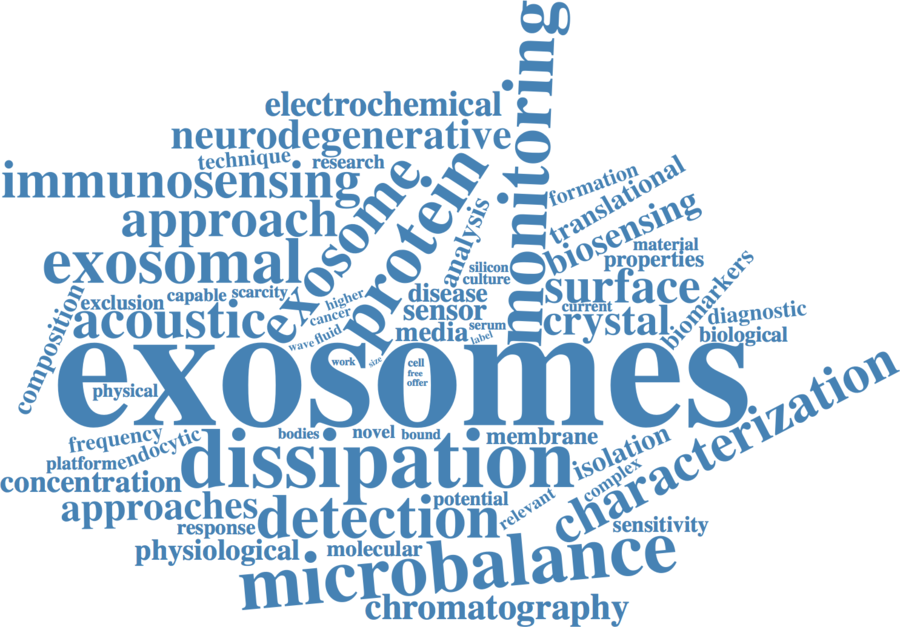 monitoring
electrochemical
neurodegenerative
technique
research
immunosensing
exosome
protein
formation
translational
approach
analysis
biosensing
exosomal
silicon
culture
material
properties
composition
exclusion
capable
scarcity
higher
cancer
disease
surface
current
biomarkers
acoustic
wave
fluid
sensor
media
serum
label
crystal
diagnostic
biological
exosomes
physical
work
size
cell
free
offer
characterization
frequency
endocytic
platform
bodies
novel
bound
membrane
dissipation
isolation
complex
concentration
approaches
potential
relevant
response
detection
sensitivity
physiological
molecular
microbalance
chromatography